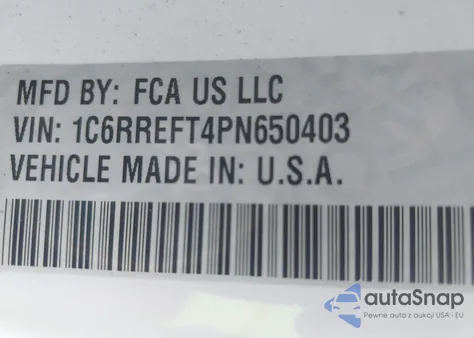 MFD BY: FCA US LLC
VIN: 1C6RREFT4PN650403
VEHICLE MADE IN: U.S.A.
autoSnap
Pewne auta z aukcji USA i EU